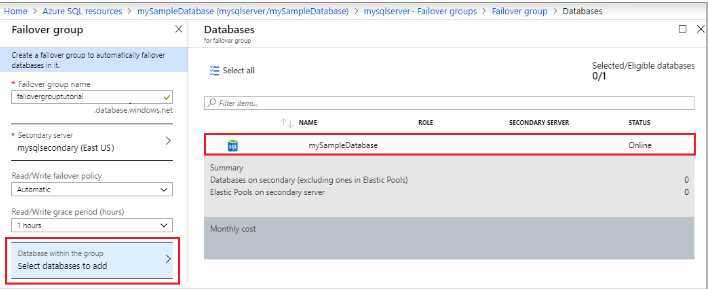 Home > Azure SQL resources > mySampleDatabase (mysqlserver/mySampleDatabase) > mysqlserver - Failover groups > Failover group > Databases
Failover group
Create a failover group to automatically failover
databases in it.
* Failover group name
failovergrouptutorial
.database.windows.net
* Secondary server
mysqlsecondary (East US)
Read/Write failover policy
Automatic
Read/Write grace period (hours)
1 hours
Database within the group
Select databases to add
Databases
for failover group
Select all
Selected/Eligible databases
0/1
Filter items...
NAME ROLE SECONDARY SERVER STATUS
SQL mySampleDatabase Online
Summary
Databases on secondary (excluding ones in Elastic Pools) 0
Elastic Pools on secondary server 0
Monthly cost